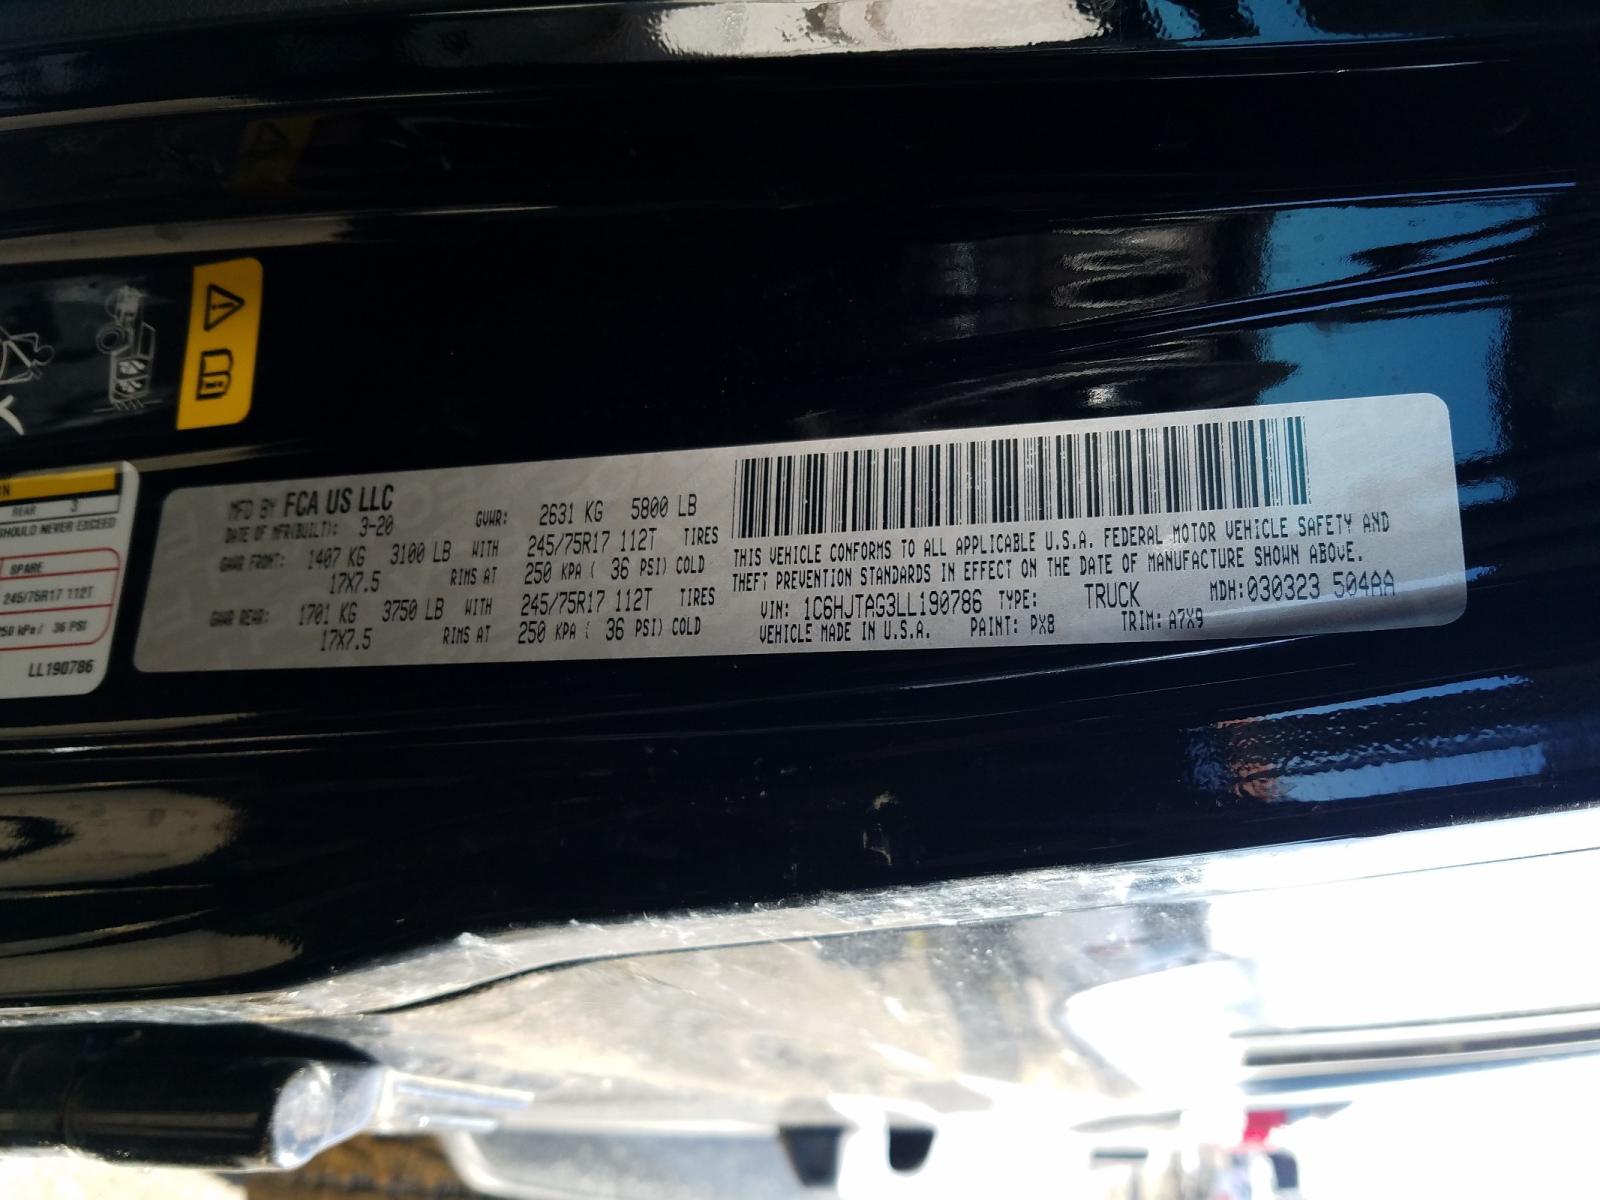 N
REAR 3
SHOULD NEVER EXCEED
SPARE
245/75R17 112T
250 kPa/ 36 PSI
LL190786
MFD BY FCA US LLC
DATE OF MFR(BUILT): 3-20 GVWR: 2631 KG 5800 LB
GAWR FRONT: 1407 KG 3100 LB WITH 245/75R17 112T TIRES
17X7.5 RIMS AT 250 KPA ( 36 PSI) COLD
GAWR REAR: 1701 KG 3750 LB WITH 245/75R17 112T TIRES
17X7.5 RIMS AT 250 KPA ( 36 PSI) COLD
THIS VEHICLE CONFORMS TO ALL APPLICABLE U.S.A. FEDERAL MOTOR VEHICLE SAFETY AND
THEFT PREVENTION STANDARDS IN EFFECT ON THE DATE OF MANUFACTURE SHOWN ABOVE.
VIN: 1C6HJTAG3LL190786 TYPE: TRUCK MDH:030323 504AA
VEHICLE MADE IN U.S.A. PAINT: PX8 TRIM: A7X9